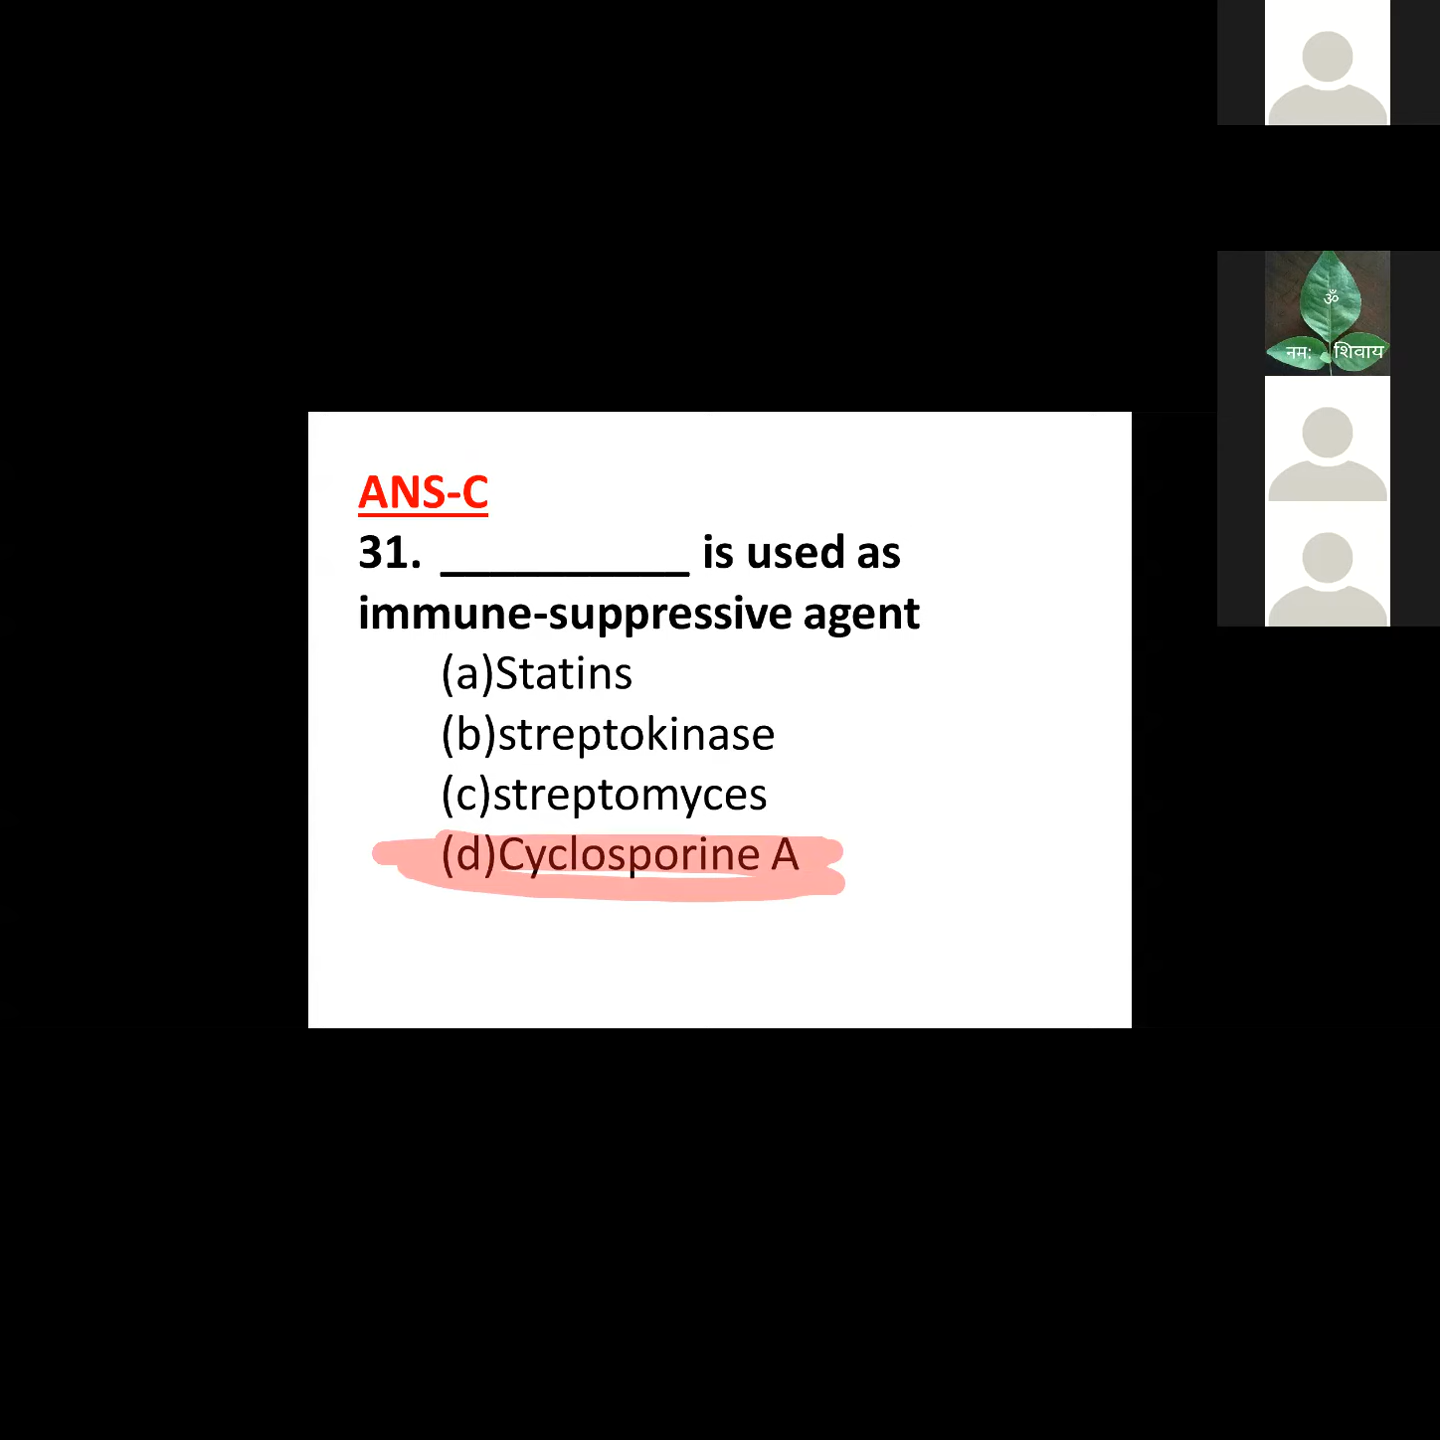 ANS-C
31. __________ is used as
immune-suppressive agent
(a)Statins
(b)streptokinase
(c)streptomyces
(d)Cyclosporine A
ॐ
नम: शिवाय